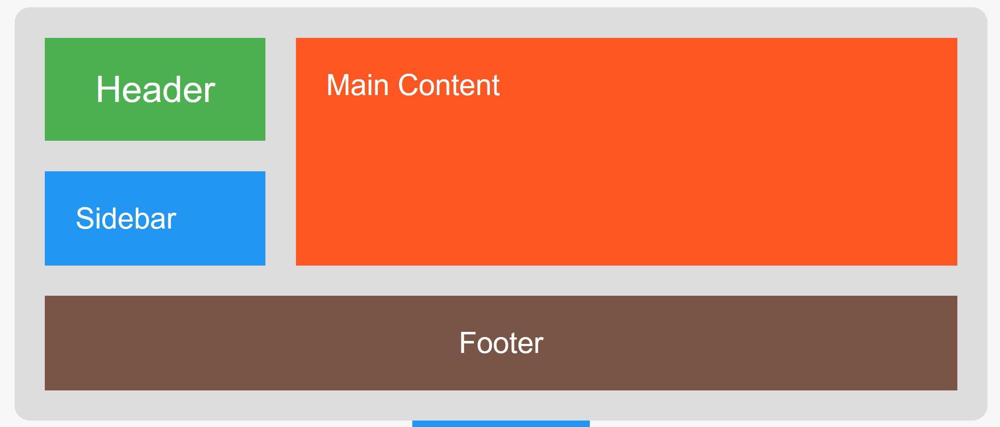 Header
Main Content
Sidebar
Footer